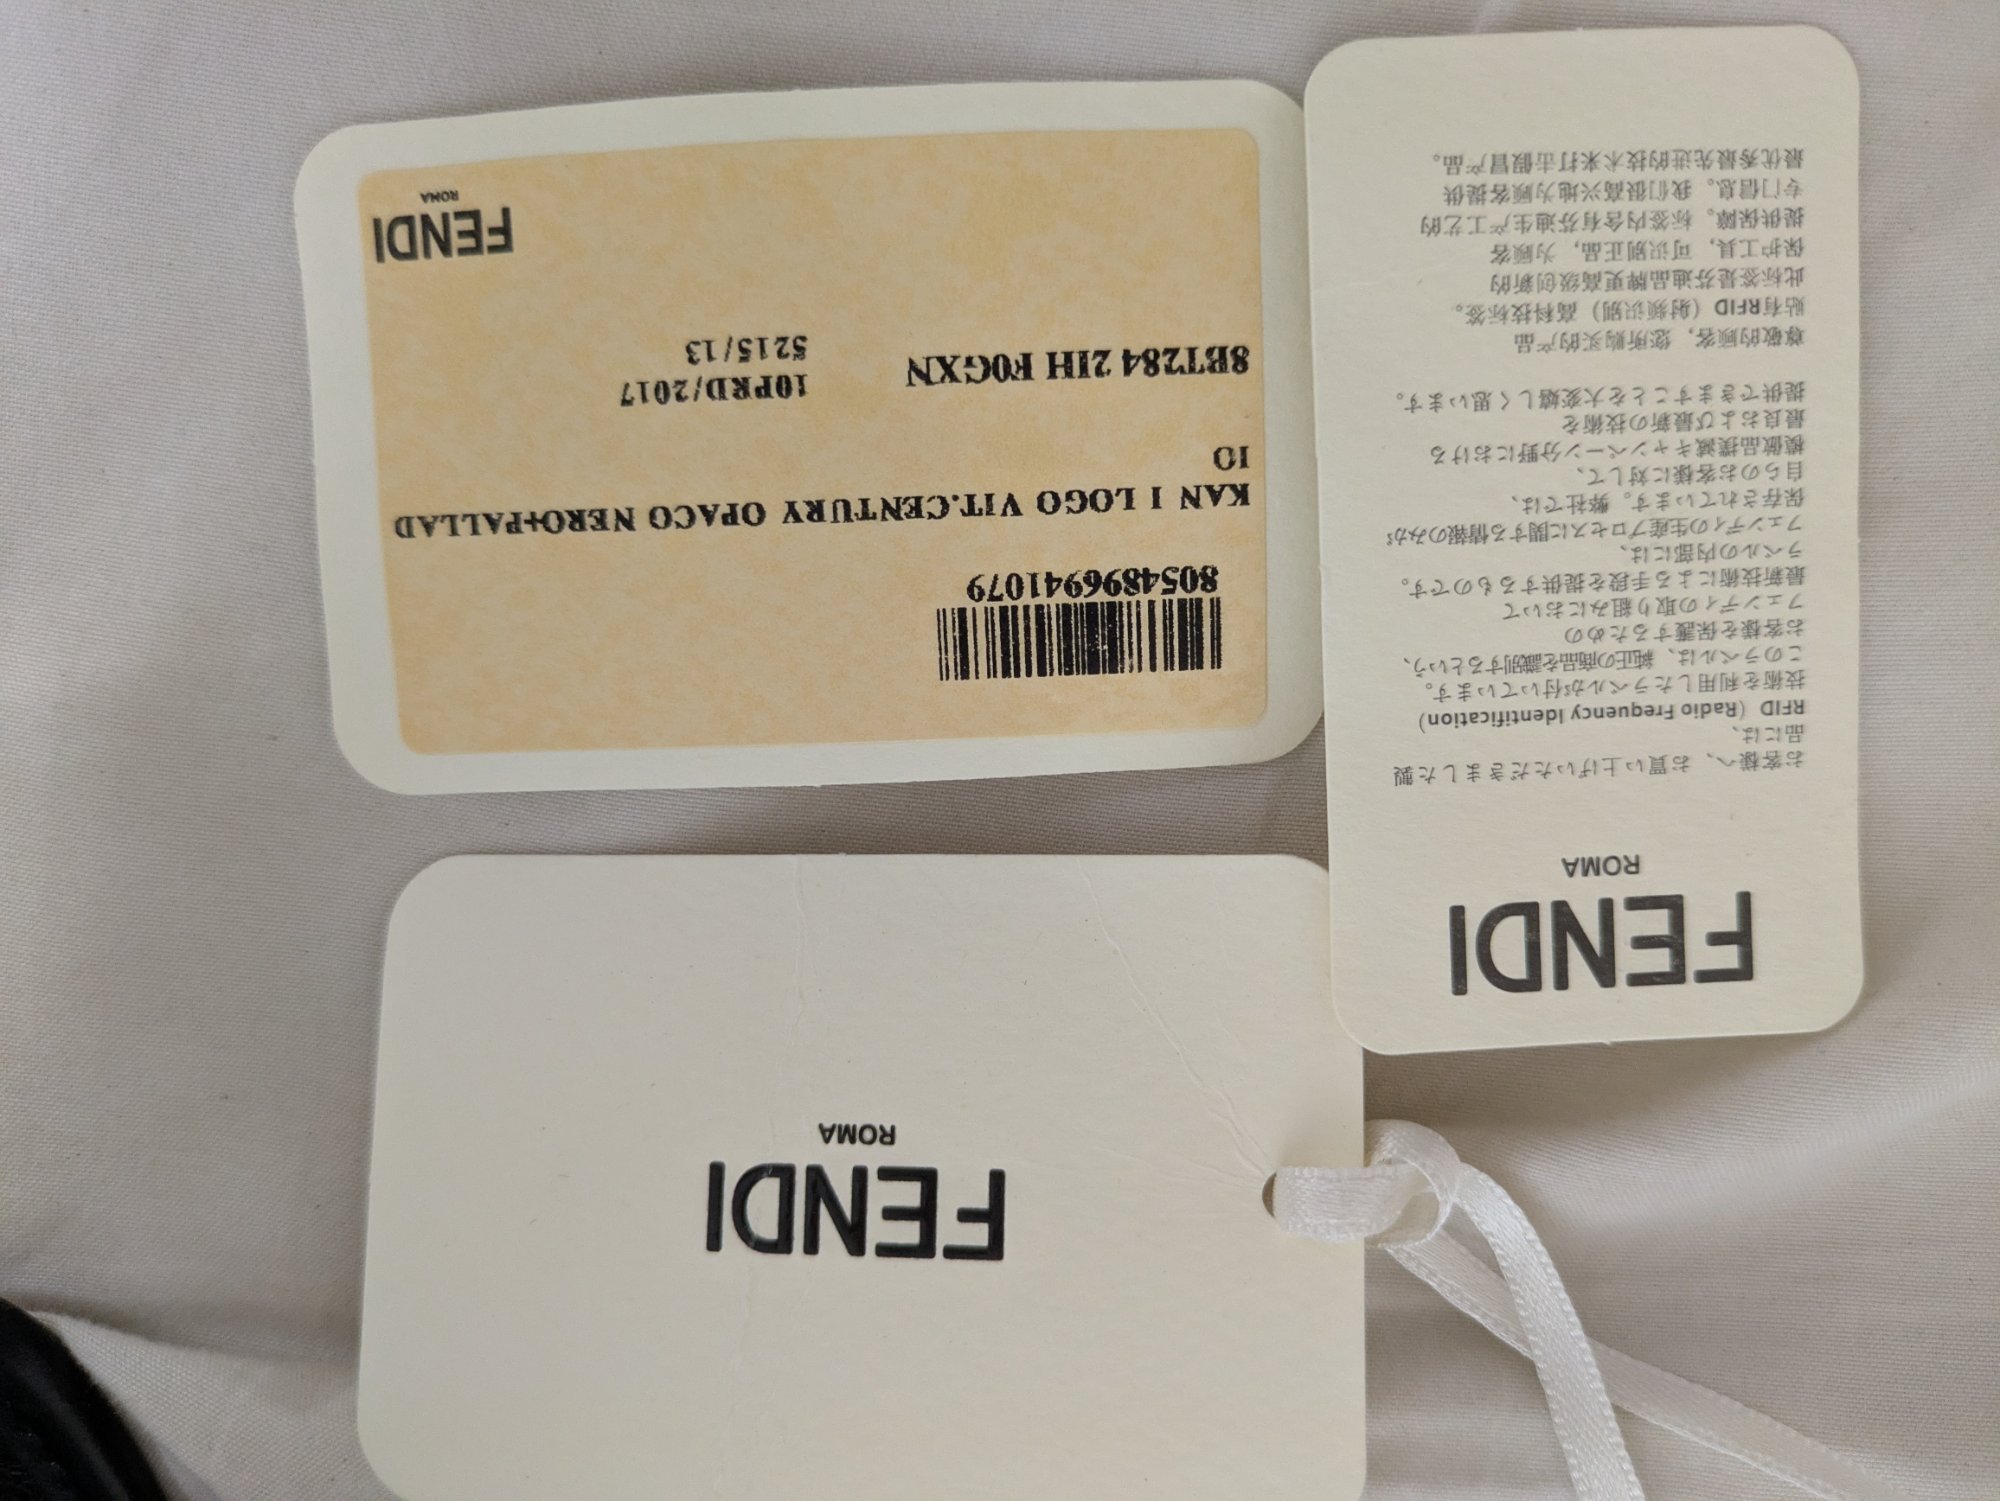 FENDI
ROMA
お客様へ、お買い上げいただきました製
品には、
RFID（Radio Frequency Identification）
技術を利用したラベルが付いています。
このラベルは、純正の商品を識別するという、
お客様を保護するための
フェンディの取り組みにおいて
最新技術による手段を提供するものです。
ラベルの内部には、
フェンディの生産プロセスに関する情報のみが
保存されています。弊社では、
自らのお客様に対して、
模倣品撲滅キャンペーン分野における
最良および最新の技術を
提供できますことを大変嬉しく思います。
尊敬的顾客，您所购买的产品
贴有RFID（射频识别）高科技标签。
此标签是芬迪品牌更高级创新的
保护工具，可识别正品，为顾客
提供保障。标签内含有芬迪生产工艺的
专门信息。我们很高兴地为顾客提供
最优秀最先进的技术来打击假冒产品。
FENDI
ROMA
8054896941079
KAN I LOGO VIT.CENTURY OPACO NERO+PALLAD
IO
8BT284 2IH F0GXN
10PRD/2017
5215/13
FENDI
ROMA